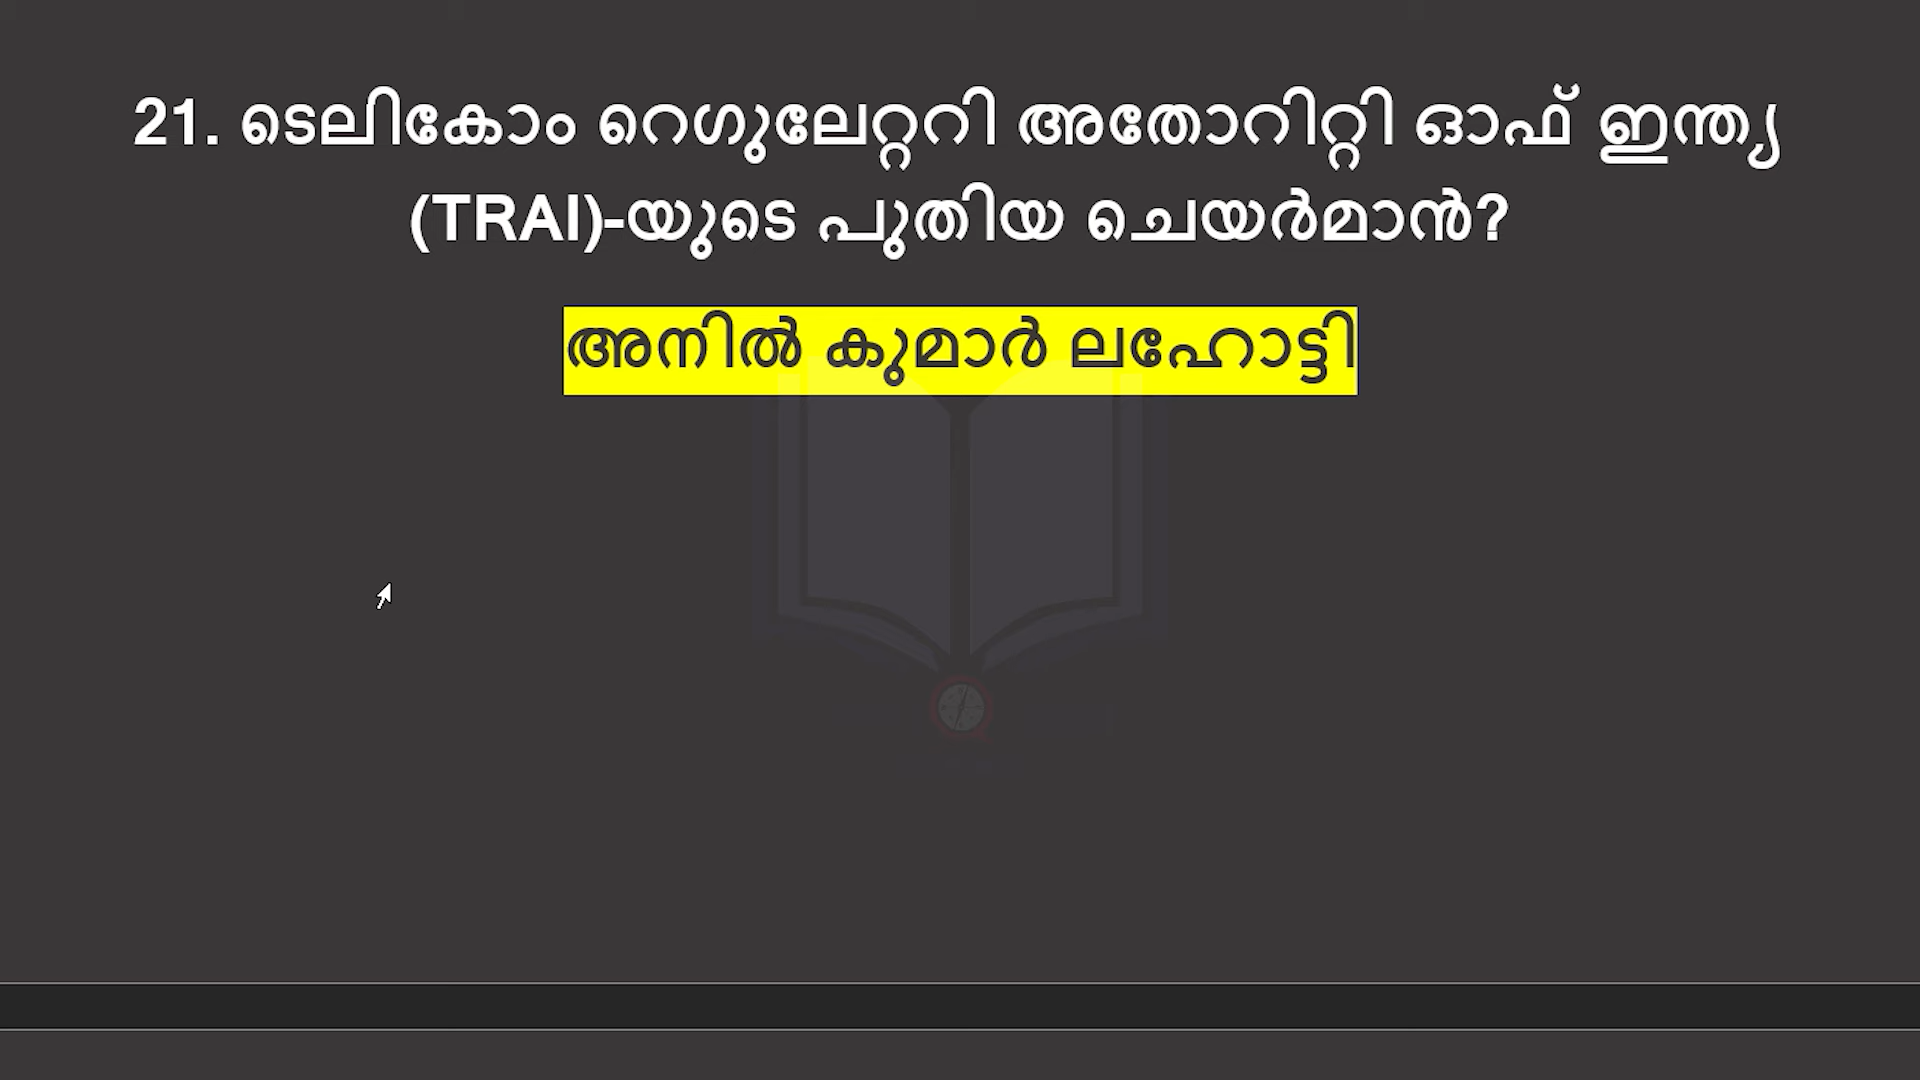 21. ടെലികോം റെഗുലേറ്ററി അതോറിറ്റി ഓഫ് ഇന്ത്യ
(TRAI)-യുടെ പുതിയ ചെയർമാൻ?
അനിൽ കുമാർ ലഹോട്ടി